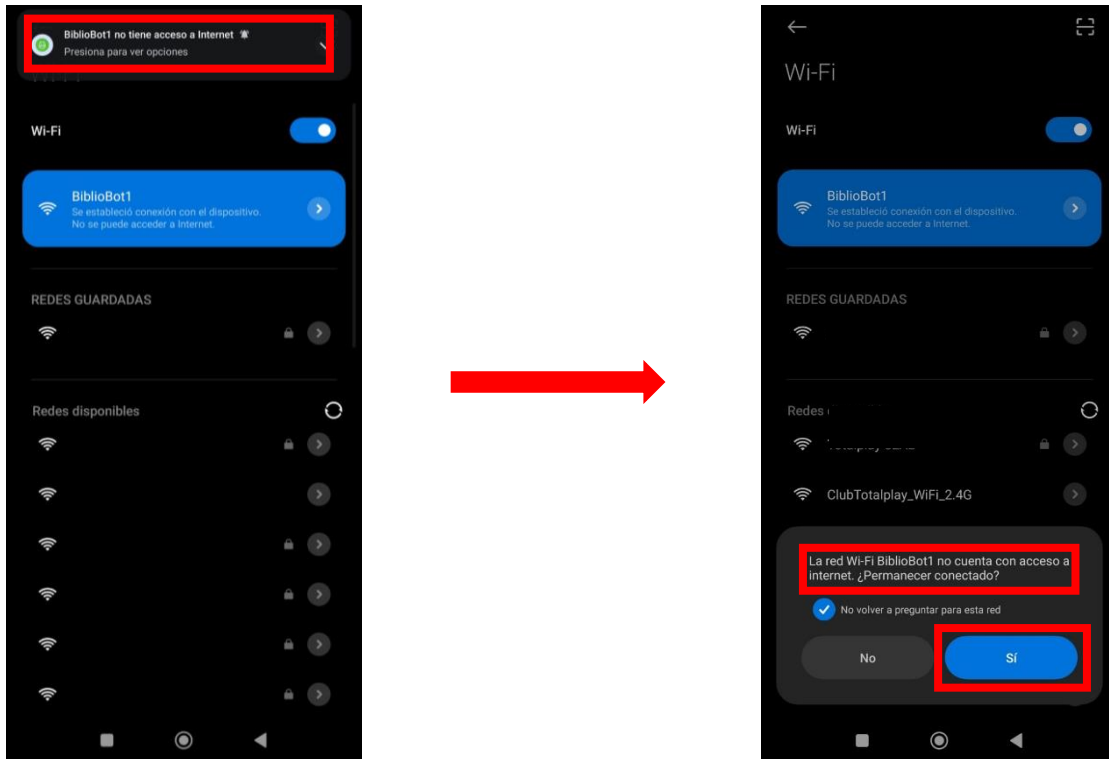 BiblioBot1 no tiene acceso a Internet
Presiona para ver opciones
Wi-Fi
BiblioBot1
Se estableció conexión con el dispositivo.
No se puede acceder a Internet.
REDES GUARDADAS
Redes disponibles
Wi-Fi
Wi-Fi
BiblioBot1
Se estableció conexión con el dispositivo.
No se puede acceder a Internet.
REDES GUARDADAS
Redes
ClubTotalplay_WiFi_2.4G
La red Wi-Fi BiblioBot1 no cuenta con acceso a
internet. ¿Permanecer conectado?
No volver a preguntar para esta red
No
Sí